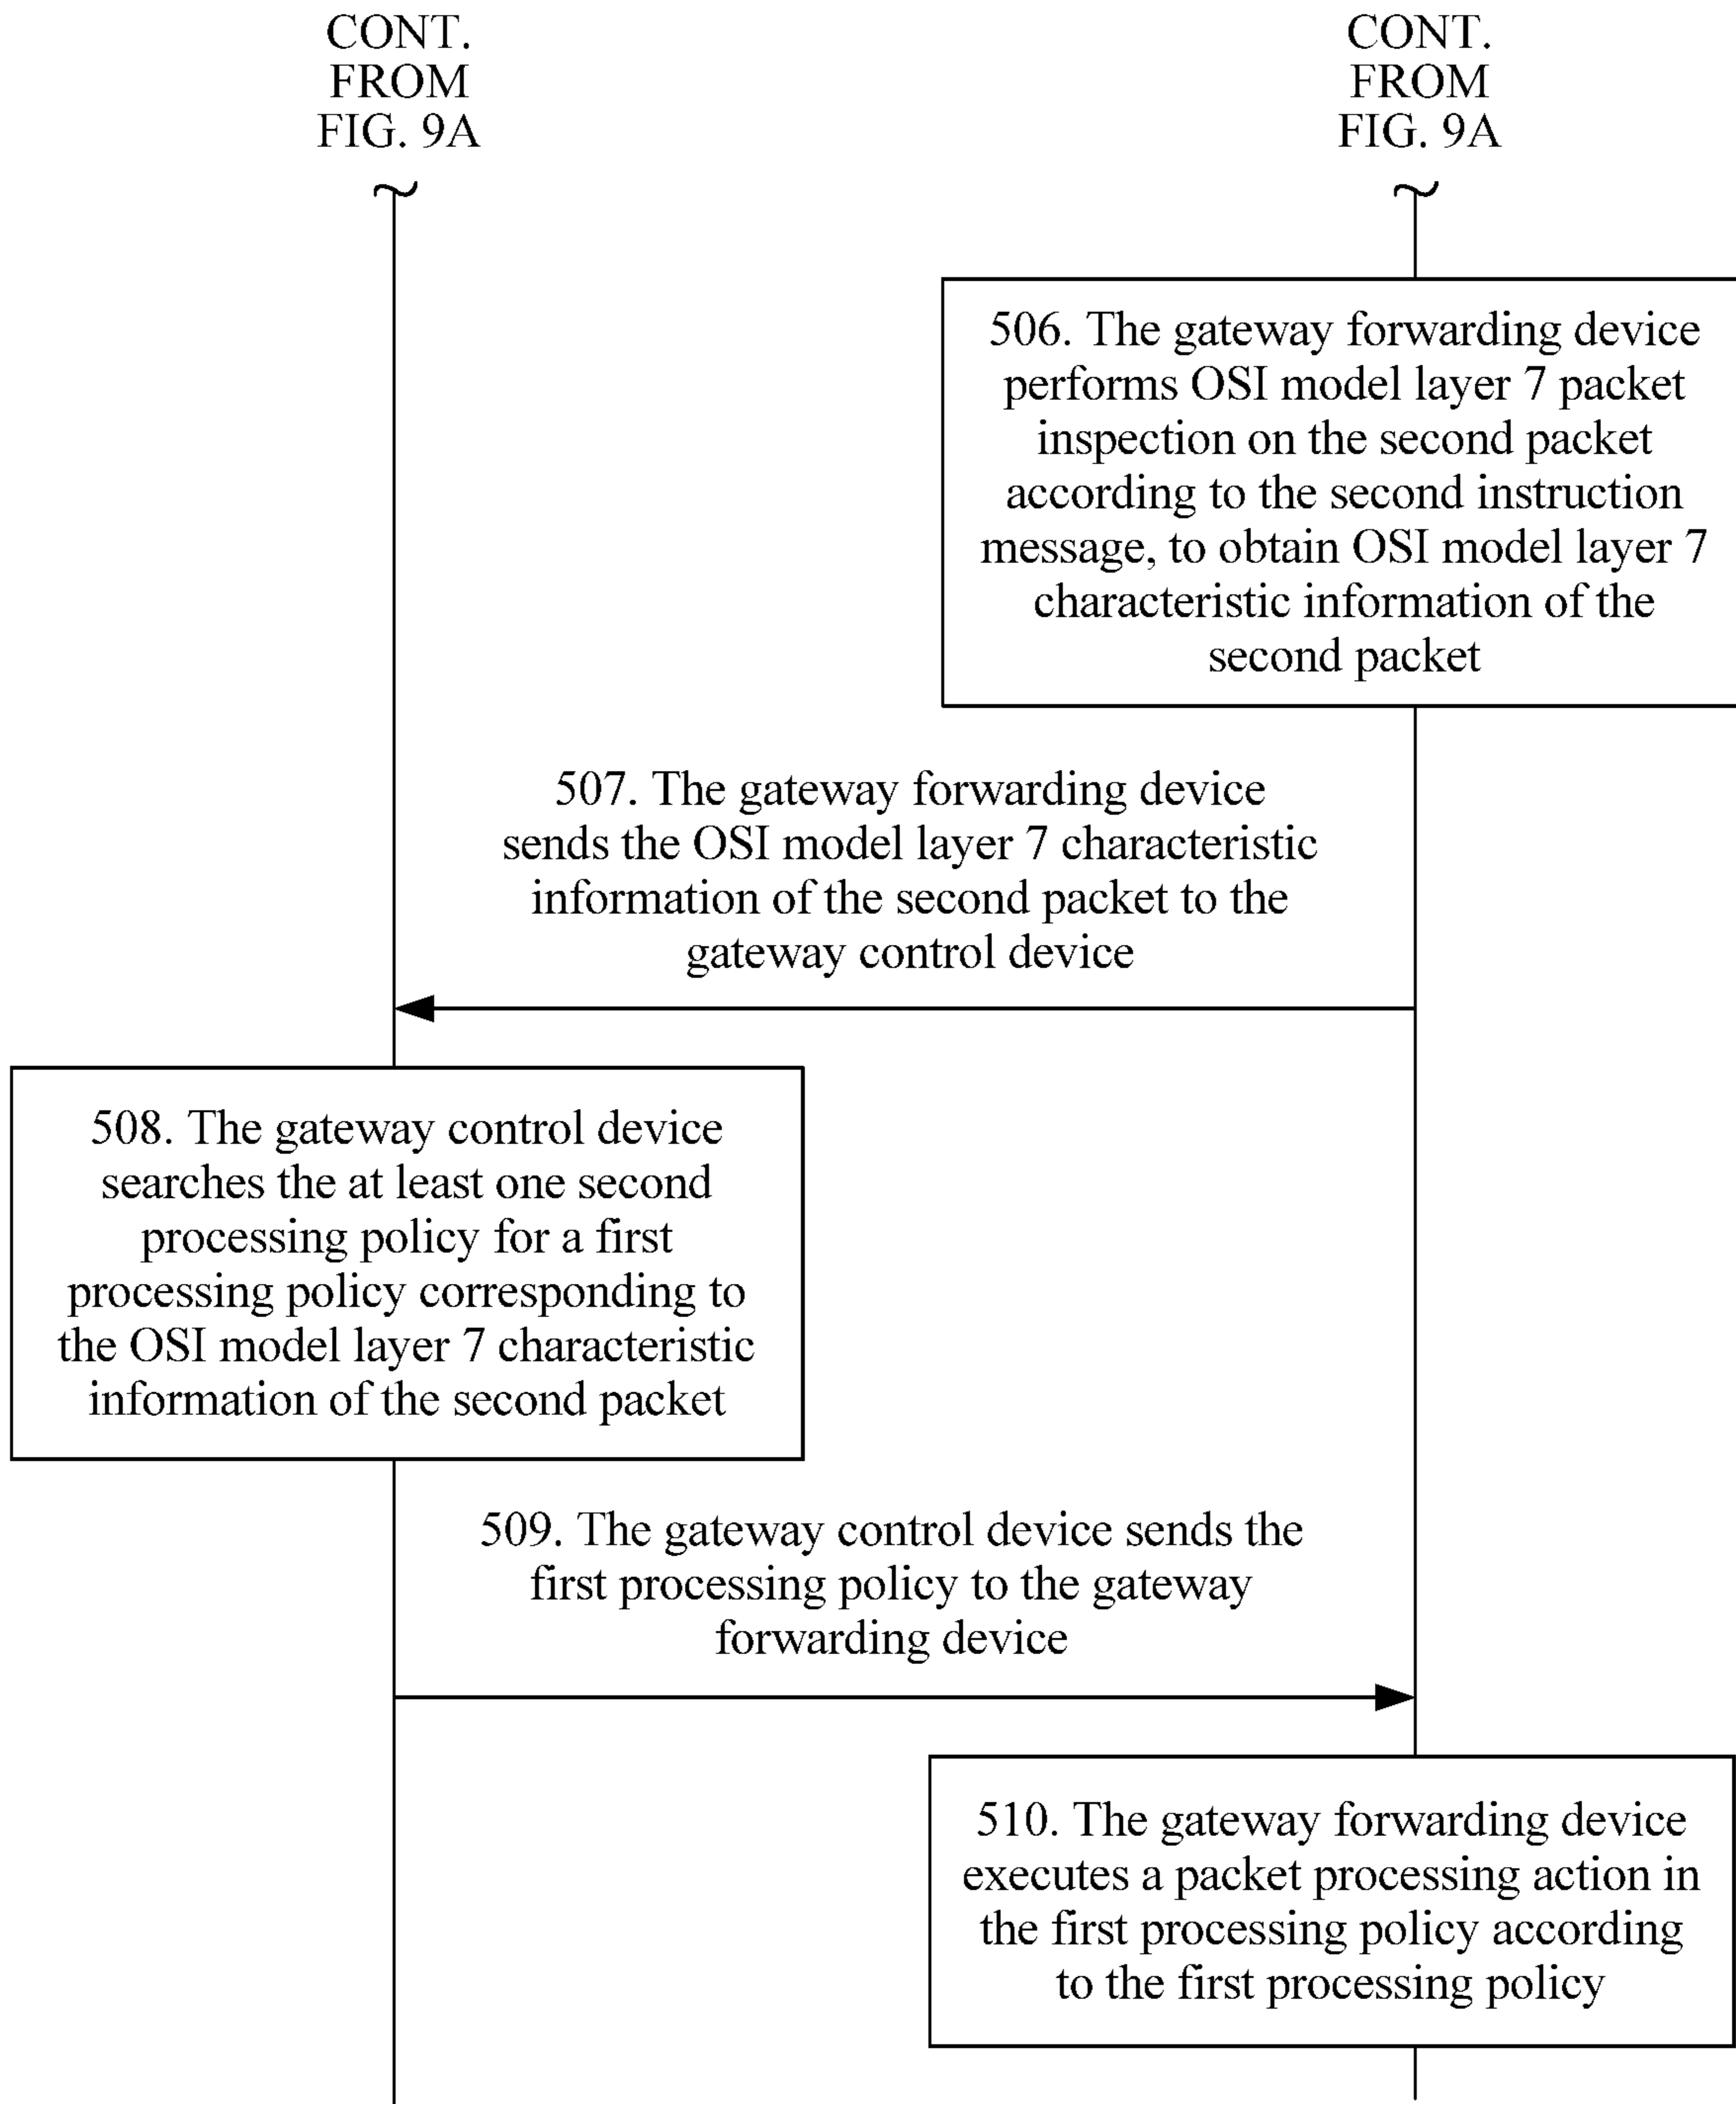 CONT.
FROM
FIG. 9A
CONT.
FROM
FIG. 9A
506. The gateway forwarding device
performs OSI model layer 7 packet
inspection on the second packet
according to the second instruction
message, to obtain OSI model layer 7
characteristic information of the
second packet
507. The gateway forwarding device
sends the OSI model layer 7 characteristic
information of the second packet to the
gateway control device
508. The gateway control device
searches the at least one second
processing policy for a first
processing policy corresponding to
the OSI model layer 7 characteristic
information of the second packet
509. The gateway control device sends the
first processing policy to the gateway
forwarding device
510. The gateway forwarding device
executes a packet processing action in
the first processing policy according
to the first processing policy